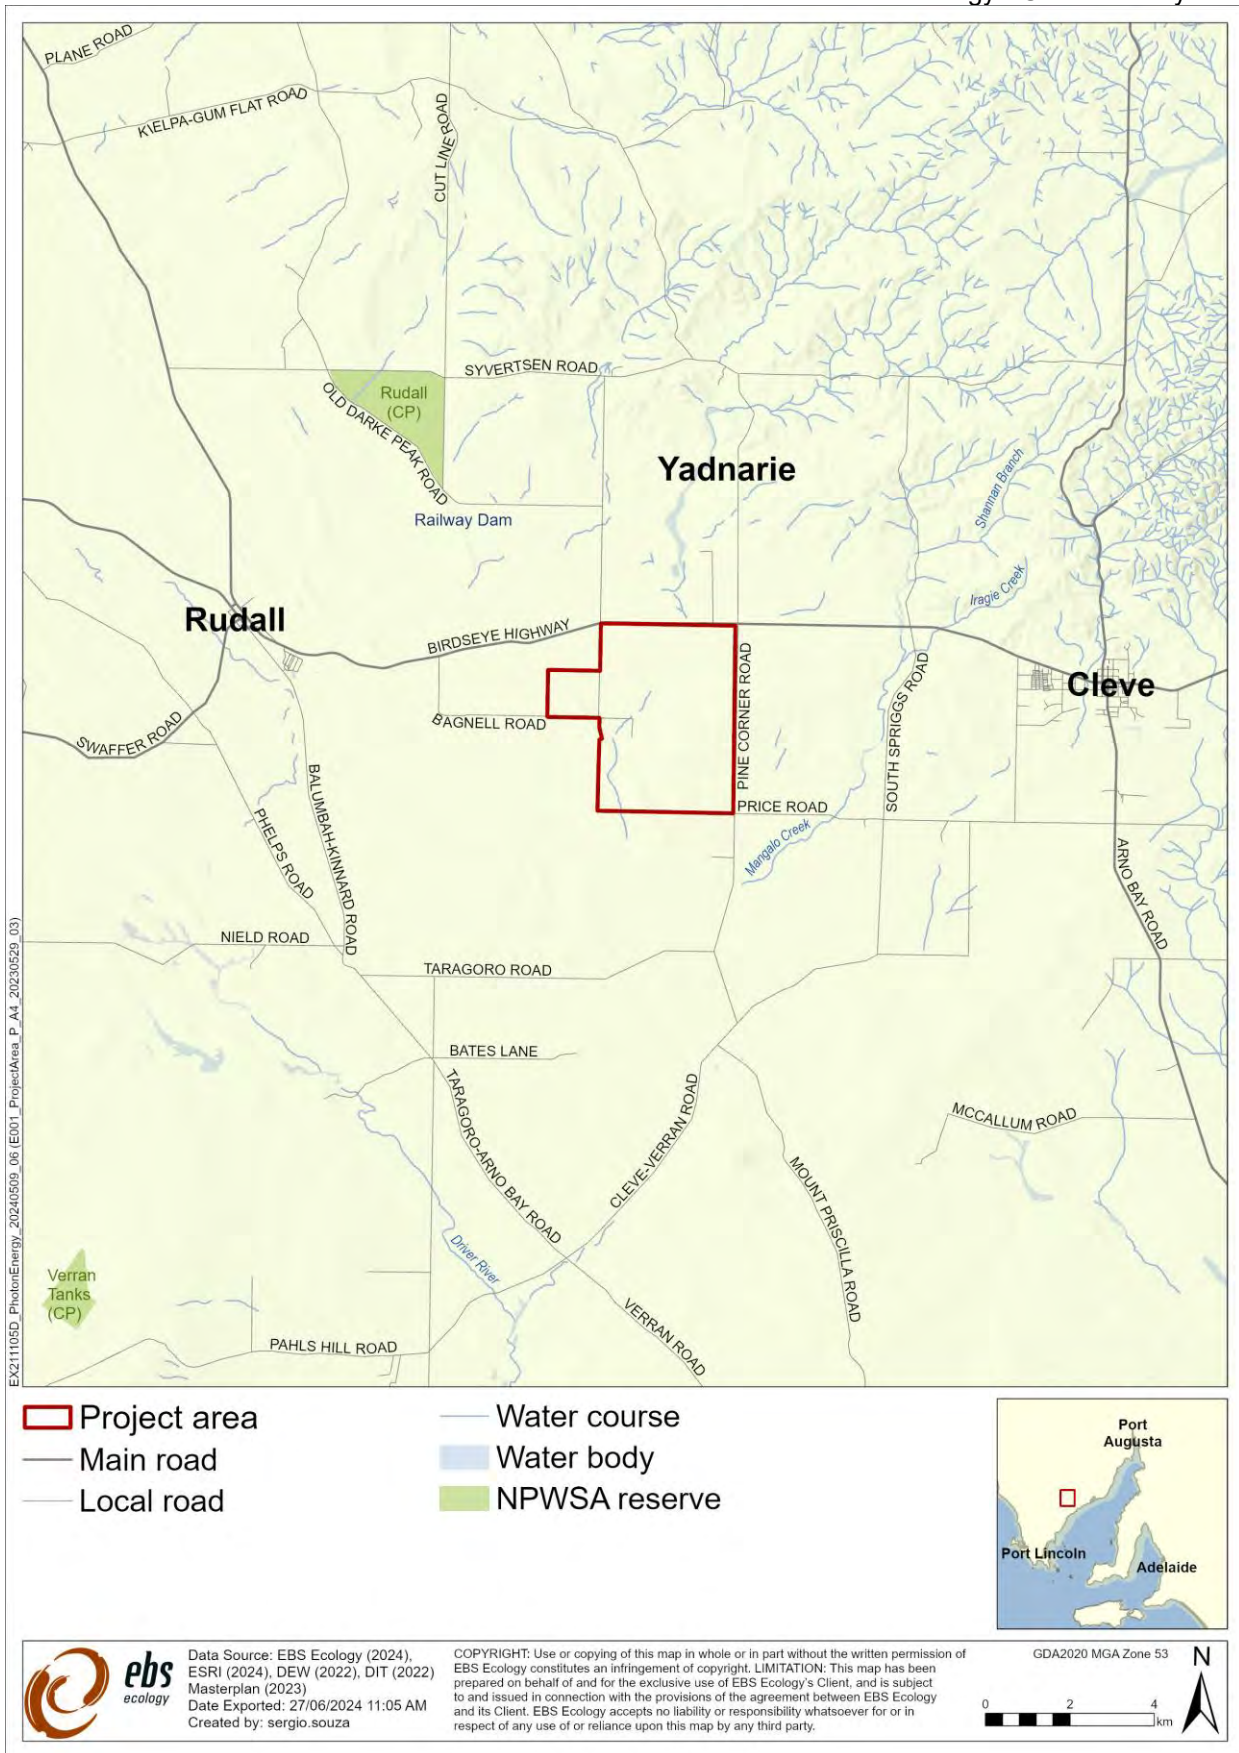 PLANE ROAD
KIELPA-GUM FLAT ROAD
CUT LINE ROAD
SYVERTSEN ROAD
Rudall
(CP)
OLD DARKE PEAK ROAD
Yadnarie
Shannan Branch
Railway Dam
Iragie Creek
Rudall
BIRDSEYE HIGHWAY
Cleve
BAGNELL ROAD
PINE CORNER ROAD
SOUTH SPRIGGS ROAD
SWAFFER ROAD
BALUMBAH-KINNARD ROAD
PHELPS ROAD
PRICE ROAD
Mangalo Creek
ARNO BAY ROAD
NIELD ROAD
TARAGORO ROAD
BATES LANE
TARAGORO-ARNO BAY ROAD
CLEVE-VERRAN ROAD
MCCALLUM ROAD
MOUNT PRISCILLA ROAD
Driver River
Verran
Tanks
(CP)
VERRAN ROAD
PAHLS HILL ROAD
EX211105D_PhotonEnergy_20240509_06 (E001_ProjectArea_P_A4_20230529_03)
Project area
Main road
Local road
Water course
Water body
NPWSA reserve
Port
Augusta
Port Lincoln
Adelaide
ebs
ecology
Data Source: EBS Ecology (2024),
ESRI (2024), DEW (2022), DIT (2022)
Masterplan (2023)
Date Exported: 27/06/2024 11:05 AM
Created by: sergio.souza
COPYRIGHT: Use or copying of this map in whole or in part without the written permission of
EBS Ecology constitutes an infringement of copyright. LIMITATION: This map has been
prepared on behalf of and for the exclusive use of EBS Ecology's Client, and is subject
to and issued in connection with the provisions of the agreement between EBS Ecology
and its Client. EBS Ecology accepts no liability or responsibility whatsoever for or in
respect of any use of or reliance upon this map by any third party.
GDA2020 MGA Zone 53
N
0 2 4
km